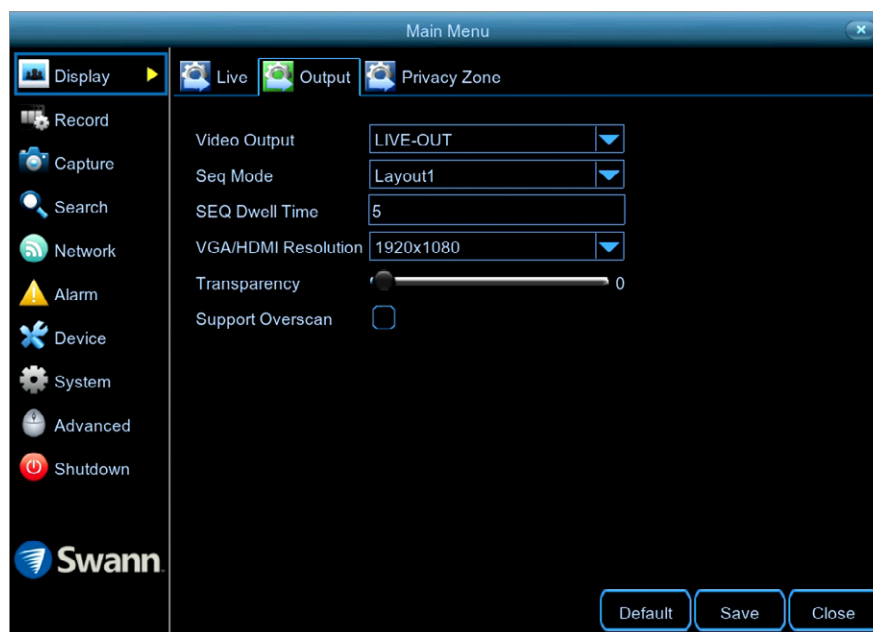 Main Menu
Display
Record
Capture
Search
Network
Alarm
Device
System
Advanced
Shutdown
Swann
Live Output Privacy Zone
Video Output LIVE-OUT
Seq Mode Layout1
SEQ Dwell Time 5
VGA/HDMI Resolution 1920x1080
Transparency 0
Support Overscan
Default Save Close